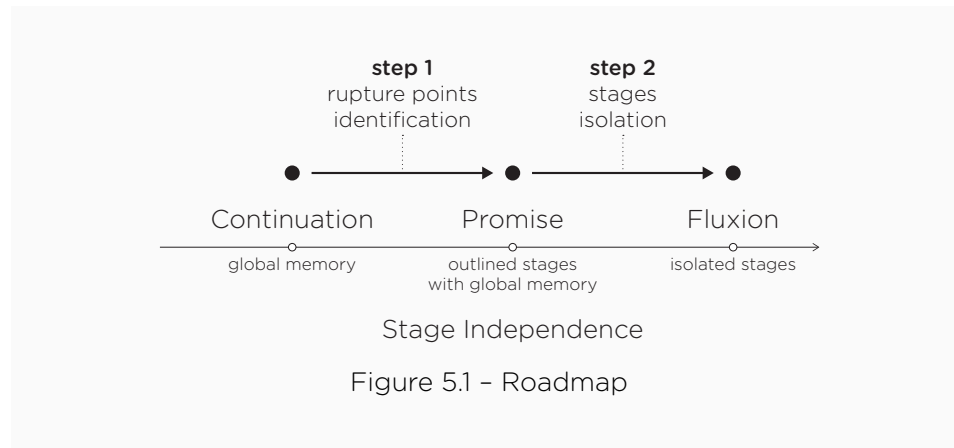 step 1
rupture points
identification
step 2
stages
isolation
Continuation
Promise
Fluxion
global memory
outlined stages
with global memory
isolated stages
Stage Independence
Figure 5.1 – Roadmap